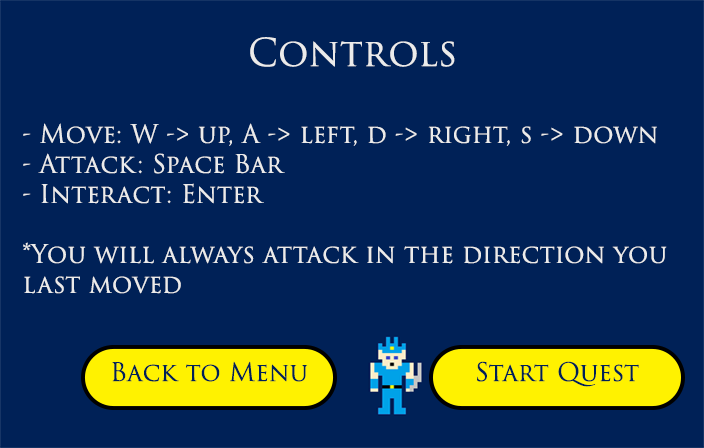 Controls
- Move: W -> up, A -> left, d -> right, s -> down
- Attack: Space Bar
- Interact: Enter
*You will always attack in the direction you
last moved
Back to Menu
Start Quest